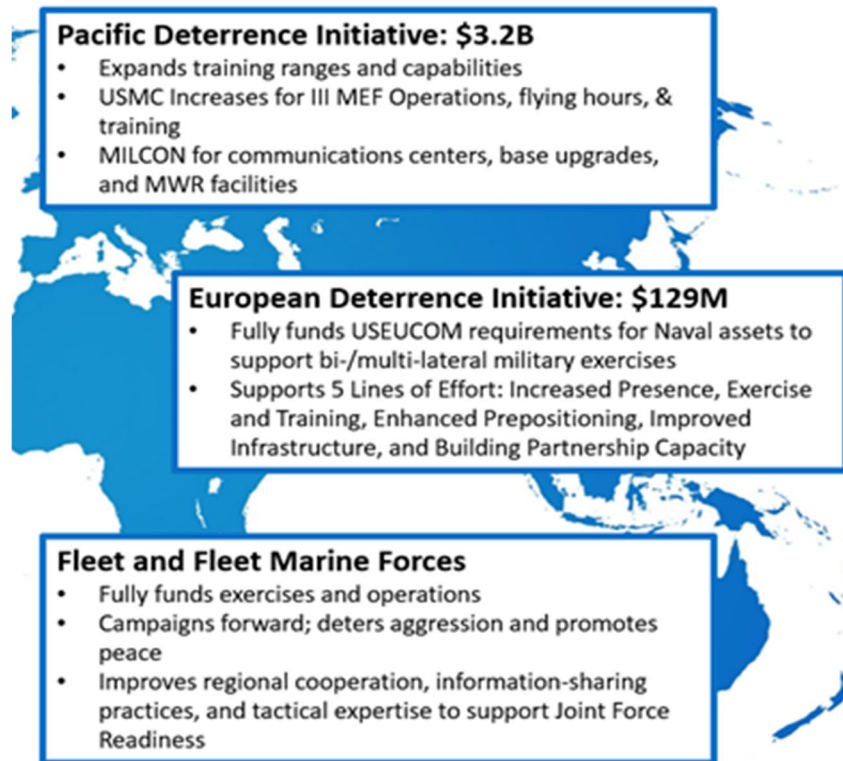 Pacific Deterrence Initiative: $3.2B
• Expands training ranges and capabilities
• USMC Increases for III MEF Operations, flying hours, &
training
• MILCON for communications centers, base upgrades,
and MWR facilities
European Deterrence Initiative: $129M
• Fully funds USEUCOM requirements for Naval assets to
support bi-/multi-lateral military exercises
• Supports 5 Lines of Effort: Increased Presence, Exercise
and Training, Enhanced Prepositioning, Improved
Infrastructure, and Building Partnership Capacity
Fleet and Fleet Marine Forces
• Fully funds exercises and operations
• Campaigns forward; deters aggression and promotes
peace
• Improves regional cooperation, information-sharing
practices, and tactical expertise to support Joint Force
Readiness